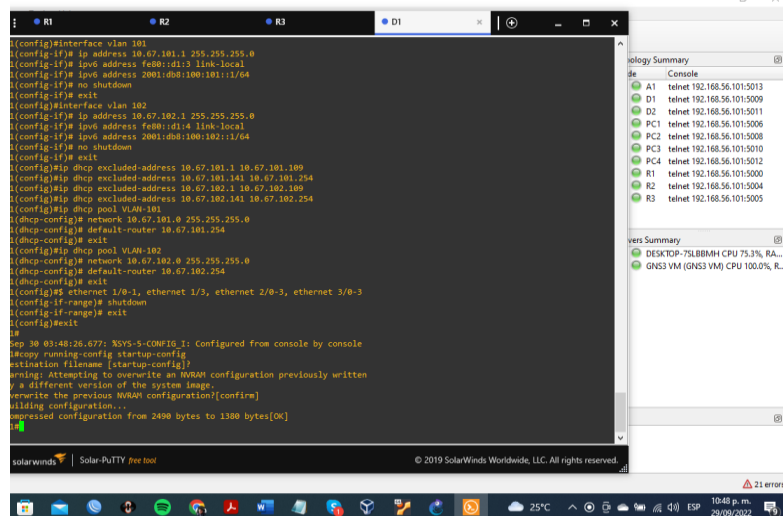 R1 R2 R3 D1
1(config)#interface vlan 101
1(config-if)# ip address 10.67.101.1 255.255.255.0
1(config-if)# ipv6 address fe80::d1:3 link-local
1(config-if)# ipv6 address 2001:db8:100:101::1/64
1(config-if)# no shutdown
1(config-if)# exit
1(config)#interface vlan 102
1(config-if)# ip address 10.67.102.1 255.255.255.0
1(config-if)# ipv6 address fe80::d1:4 link-local
1(config-if)# ipv6 address 2001:db8:100:102::1/64
1(config-if)# no shutdown
1(config-if)# exit
1(config)#ip dhcp excluded-address 10.67.101.1 10.67.101.109
1(config)#ip dhcp excluded-address 10.67.101.141 10.67.101.254
1(config)#ip dhcp excluded-address 10.67.102.1 10.67.102.109
1(config)#ip dhcp excluded-address 10.67.102.141 10.67.102.254
1(config)#ip dhcp pool VLAN-101
1(dhcp-config)# network 10.67.101.0 255.255.255.0
1(dhcp-config)# default-router 10.67.101.254
1(dhcp-config)# exit
1(config)#ip dhcp pool VLAN-102
1(dhcp-config)# network 10.67.102.0 255.255.255.0
1(dhcp-config)# default-router 10.67.102.254
1(dhcp-config)# exit
1(config)#$ ethernet 1/0-1, ethernet 1/3, ethernet 2/0-3, ethernet 3/0-3
1(config-if-range)# shutdown
1(config-if-range)# exit
1(config)#exit
1#
Sep 30 03:48:26.677: %SYS-5-CONFIG_I: Configured from console by console
1#copy running-config startup-config
estination filename [startup-config]?
arning: Attempting to overwrite an NVRAM configuration previously written
y a different version of the system image.
verwrite the previous NVRAM configuration?[confirm]
uilding configuration...
ompressed configuration from 2490 bytes to 1380 bytes[OK]
1#
solarwinds Solar-PuTTY free tool © 2019 SolarWinds Worldwide, LLC. All rights reserved.
ology Summary
de Console
A1 telnet 192.168.56.101:5013
D1 telnet 192.168.56.101:5009
D2 telnet 192.168.56.101:5011
PC1 telnet 192.168.56.101:5006
PC2 telnet 192.168.56.101:5008
PC3 telnet 192.168.56.101:5010
PC4 telnet 192.168.56.101:5012
R1 telnet 192.168.56.101:5000
R2 telnet 192.168.56.101:5004
R3 telnet 192.168.56.101:5005
vers Summary
DESKTOP-7SLBBMH CPU 75.3%, RA...
GNS3 VM (GNS3 VM) CPU 100.0%, R...
21 error
25°C ESP 10:48 p. m.
29/09/2022